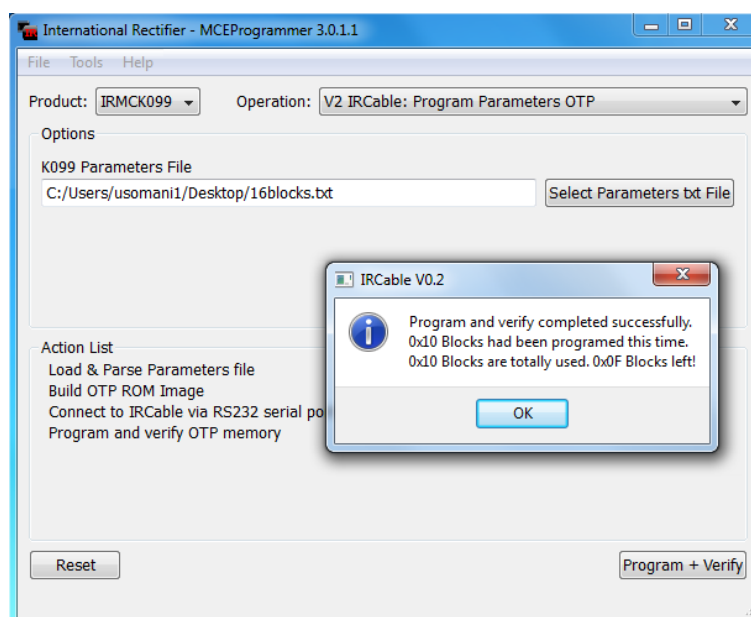 International Rectifier - MCEProgrammer 3.0.1.1
File Tools Help
Product: IRMCK099 Operation: V2 IRCable: Program Parameters OTP
Options
K099 Parameters File
C:/Users/usomani1/Desktop/16blocks.txt Select Parameters txt File
IRCable V0.2
Program and verify completed successfully.
0x10 Blocks had been programed this time.
0x10 Blocks are totally used. 0x0F Blocks left!
OK
Action List
Load & Parse Parameters file
Build OTP ROM Image
Connect to IRCable via RS232 serial po
Program and verify OTP memory
Reset Program + Verify